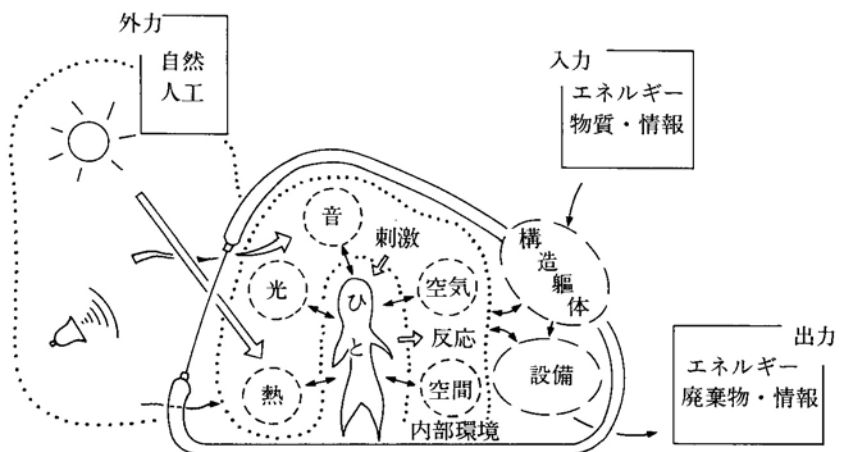 外力
自然
人工
入力
エネルギー
物質・情報
音
刺激
構造躯体
光
空気
ひと
反応
熱
空間
設備
内部環境
出力
エネルギー
廃棄物・情報